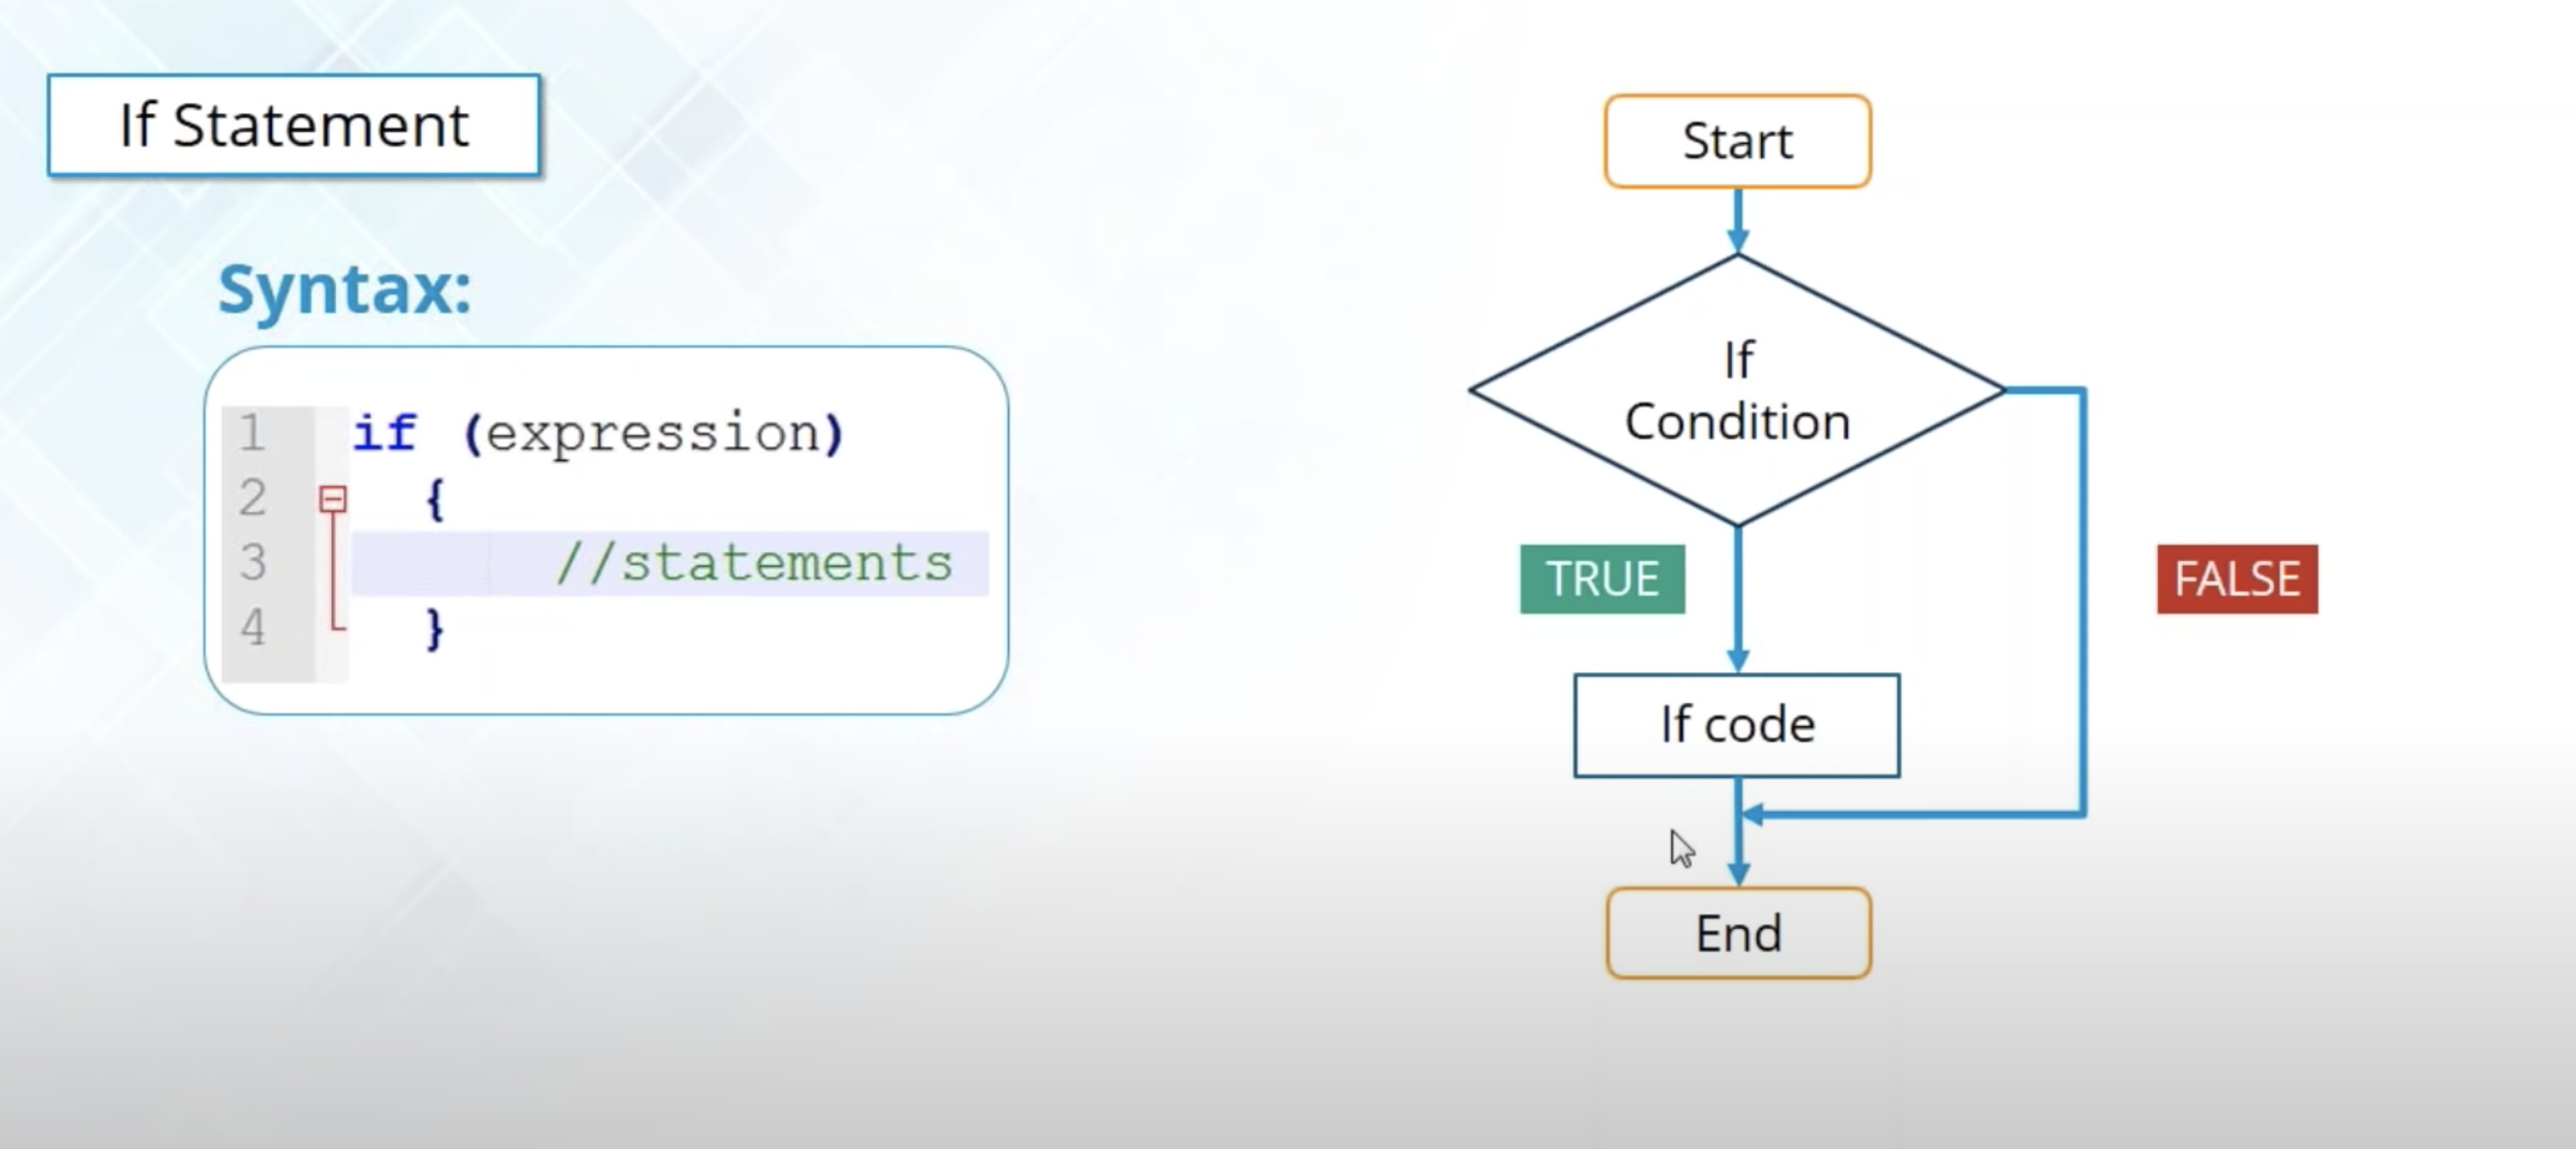 If Statement
Syntax:
1 if (expression)
2 {
3 //statements
4 }
Start
If
Condition
TRUE
FALSE
If code
End